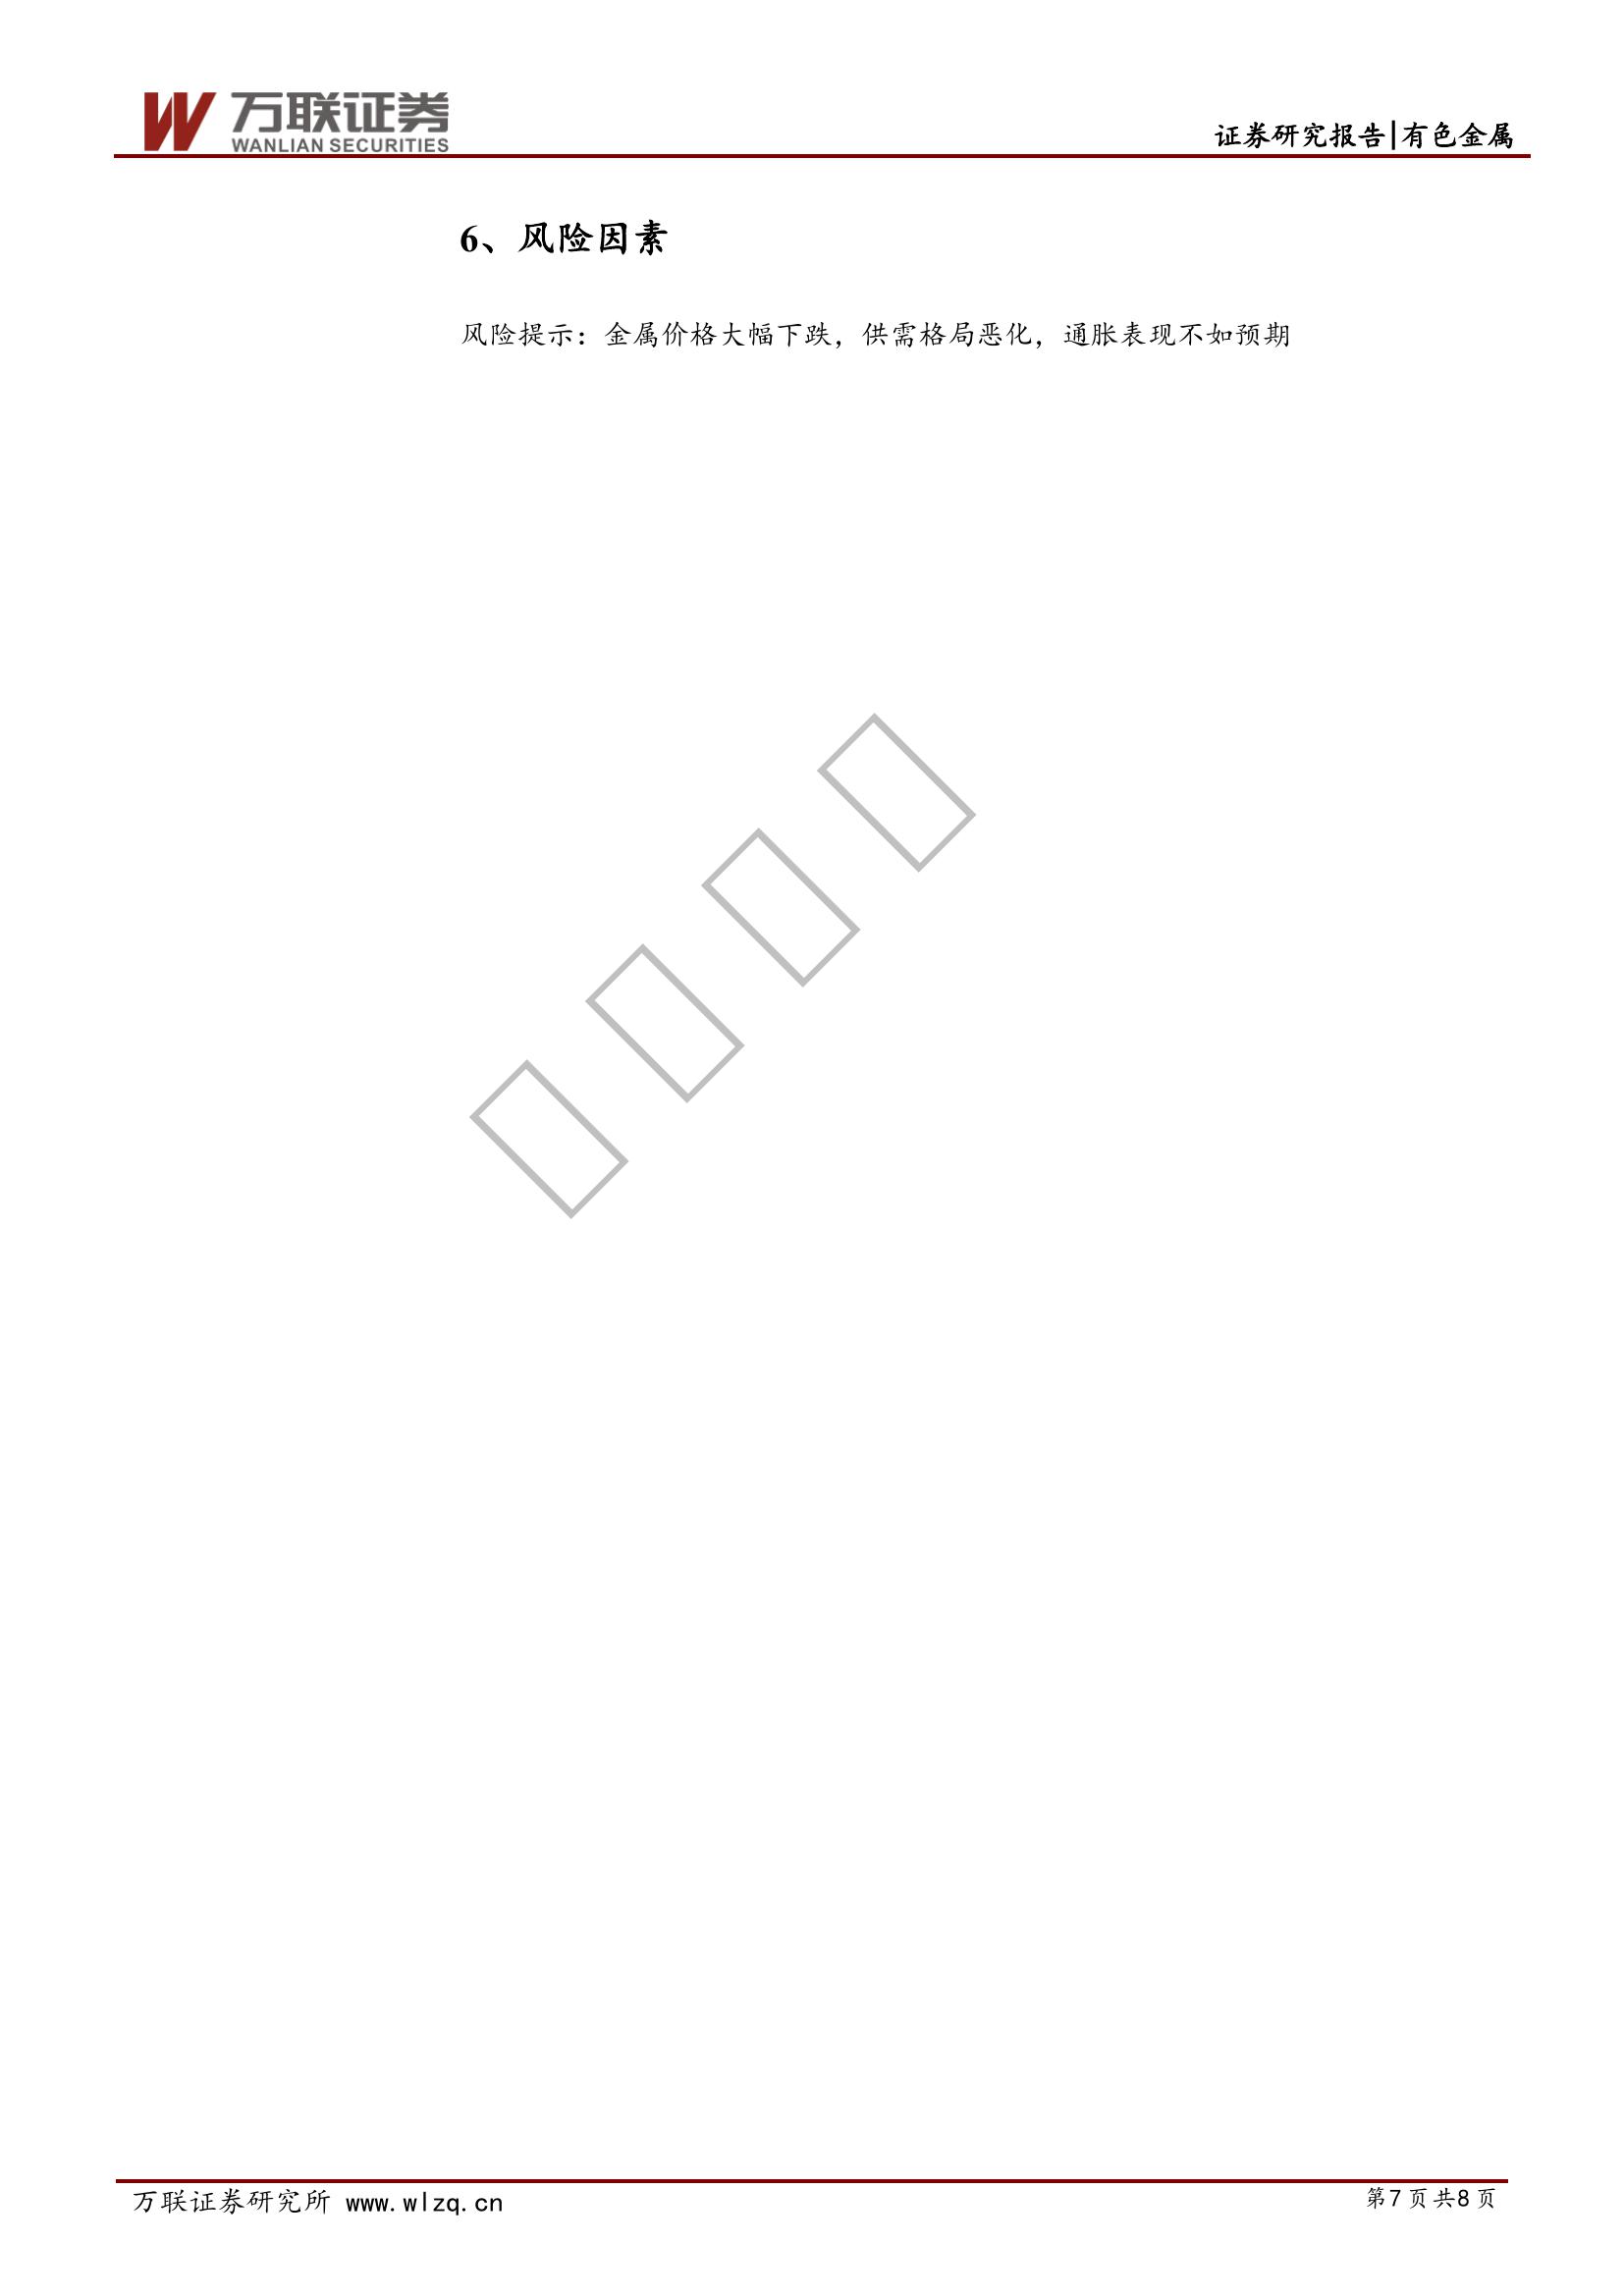 万联证券
WANLIAN SECURITIES
证券研究报告|有色金属
6、风险因素
风险提示：金属价格大幅下跌，供需格局恶化，通胀表现不如预期
万联证券研究所 www.wlzq.cn
第7页共8页